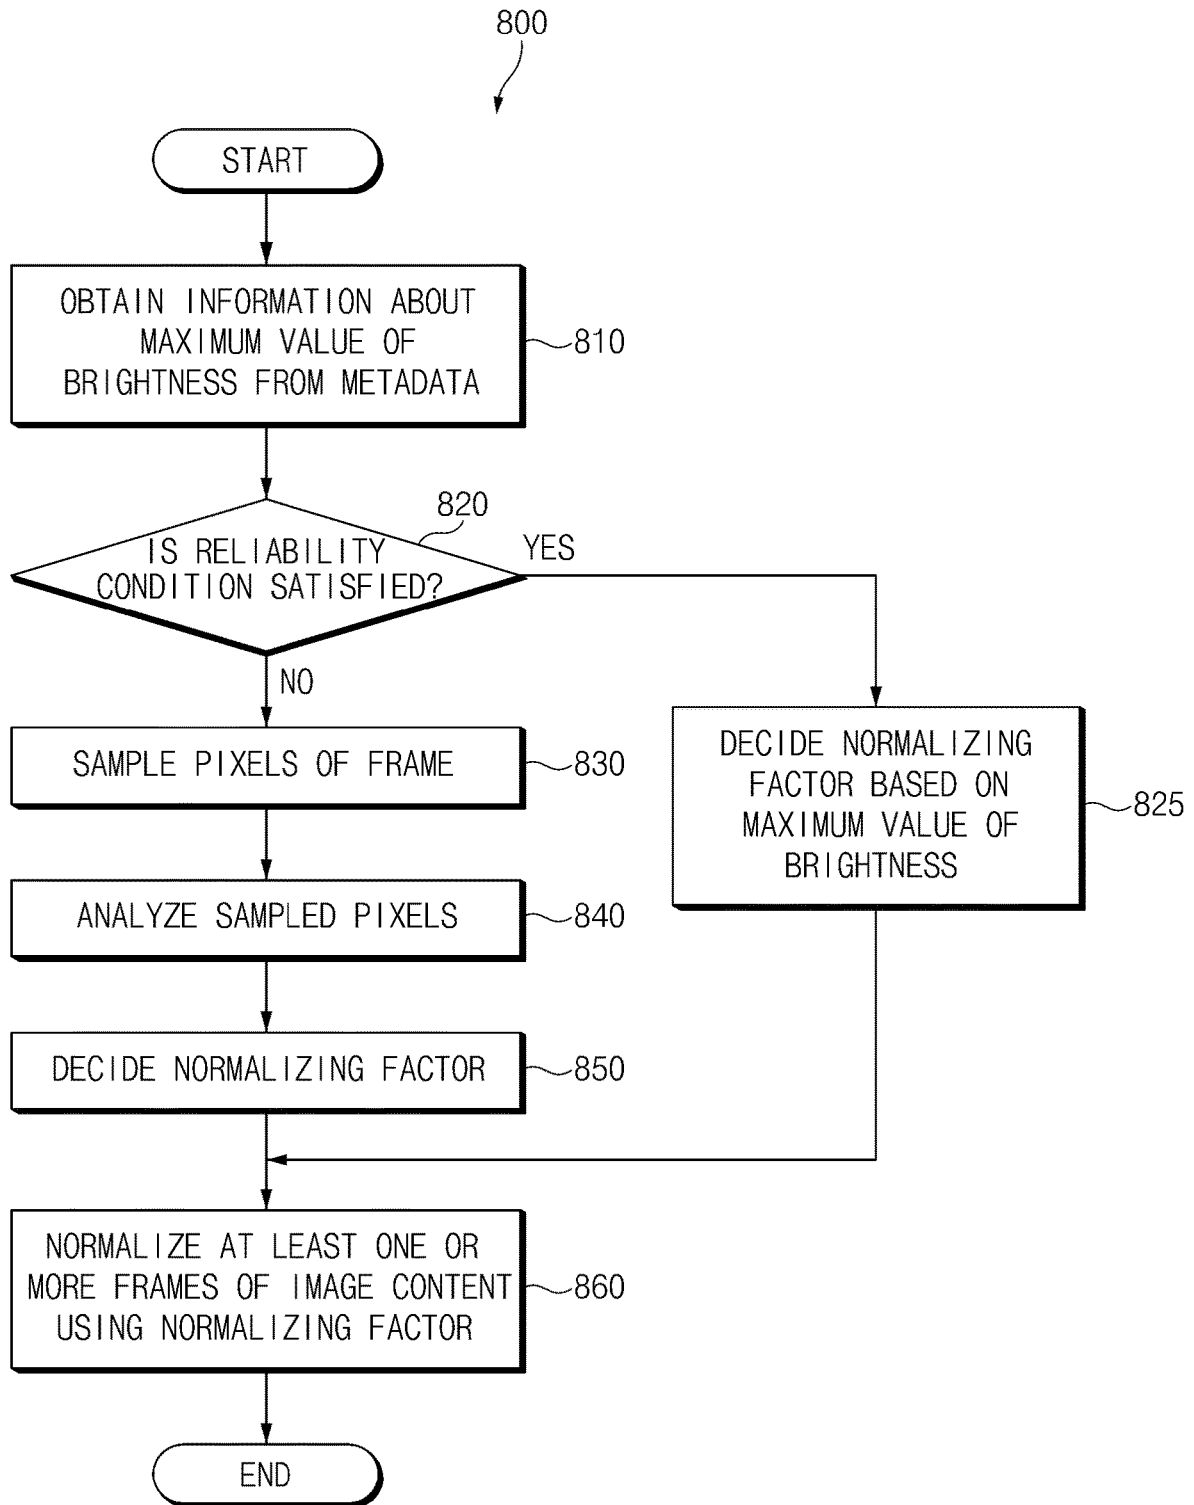 800
START
OBTAIN INFORMATION ABOUT
MAXIMUM VALUE OF
BRIGHTNESS FROM METADATA
810
820
IS RELIABILITY
CONDITION SATISFIED?
YES
NO
SAMPLE PIXELS OF FRAME
830
DECIDE NORMALIZING
FACTOR BASED ON
MAXIMUM VALUE OF
BRIGHTNESS
825
ANALYZE SAMPLED PIXELS
840
DECIDE NORMALIZING FACTOR
850
NORMALIZE AT LEAST ONE OR
MORE FRAMES OF IMAGE CONTENT
USING NORMALIZING FACTOR
860
END